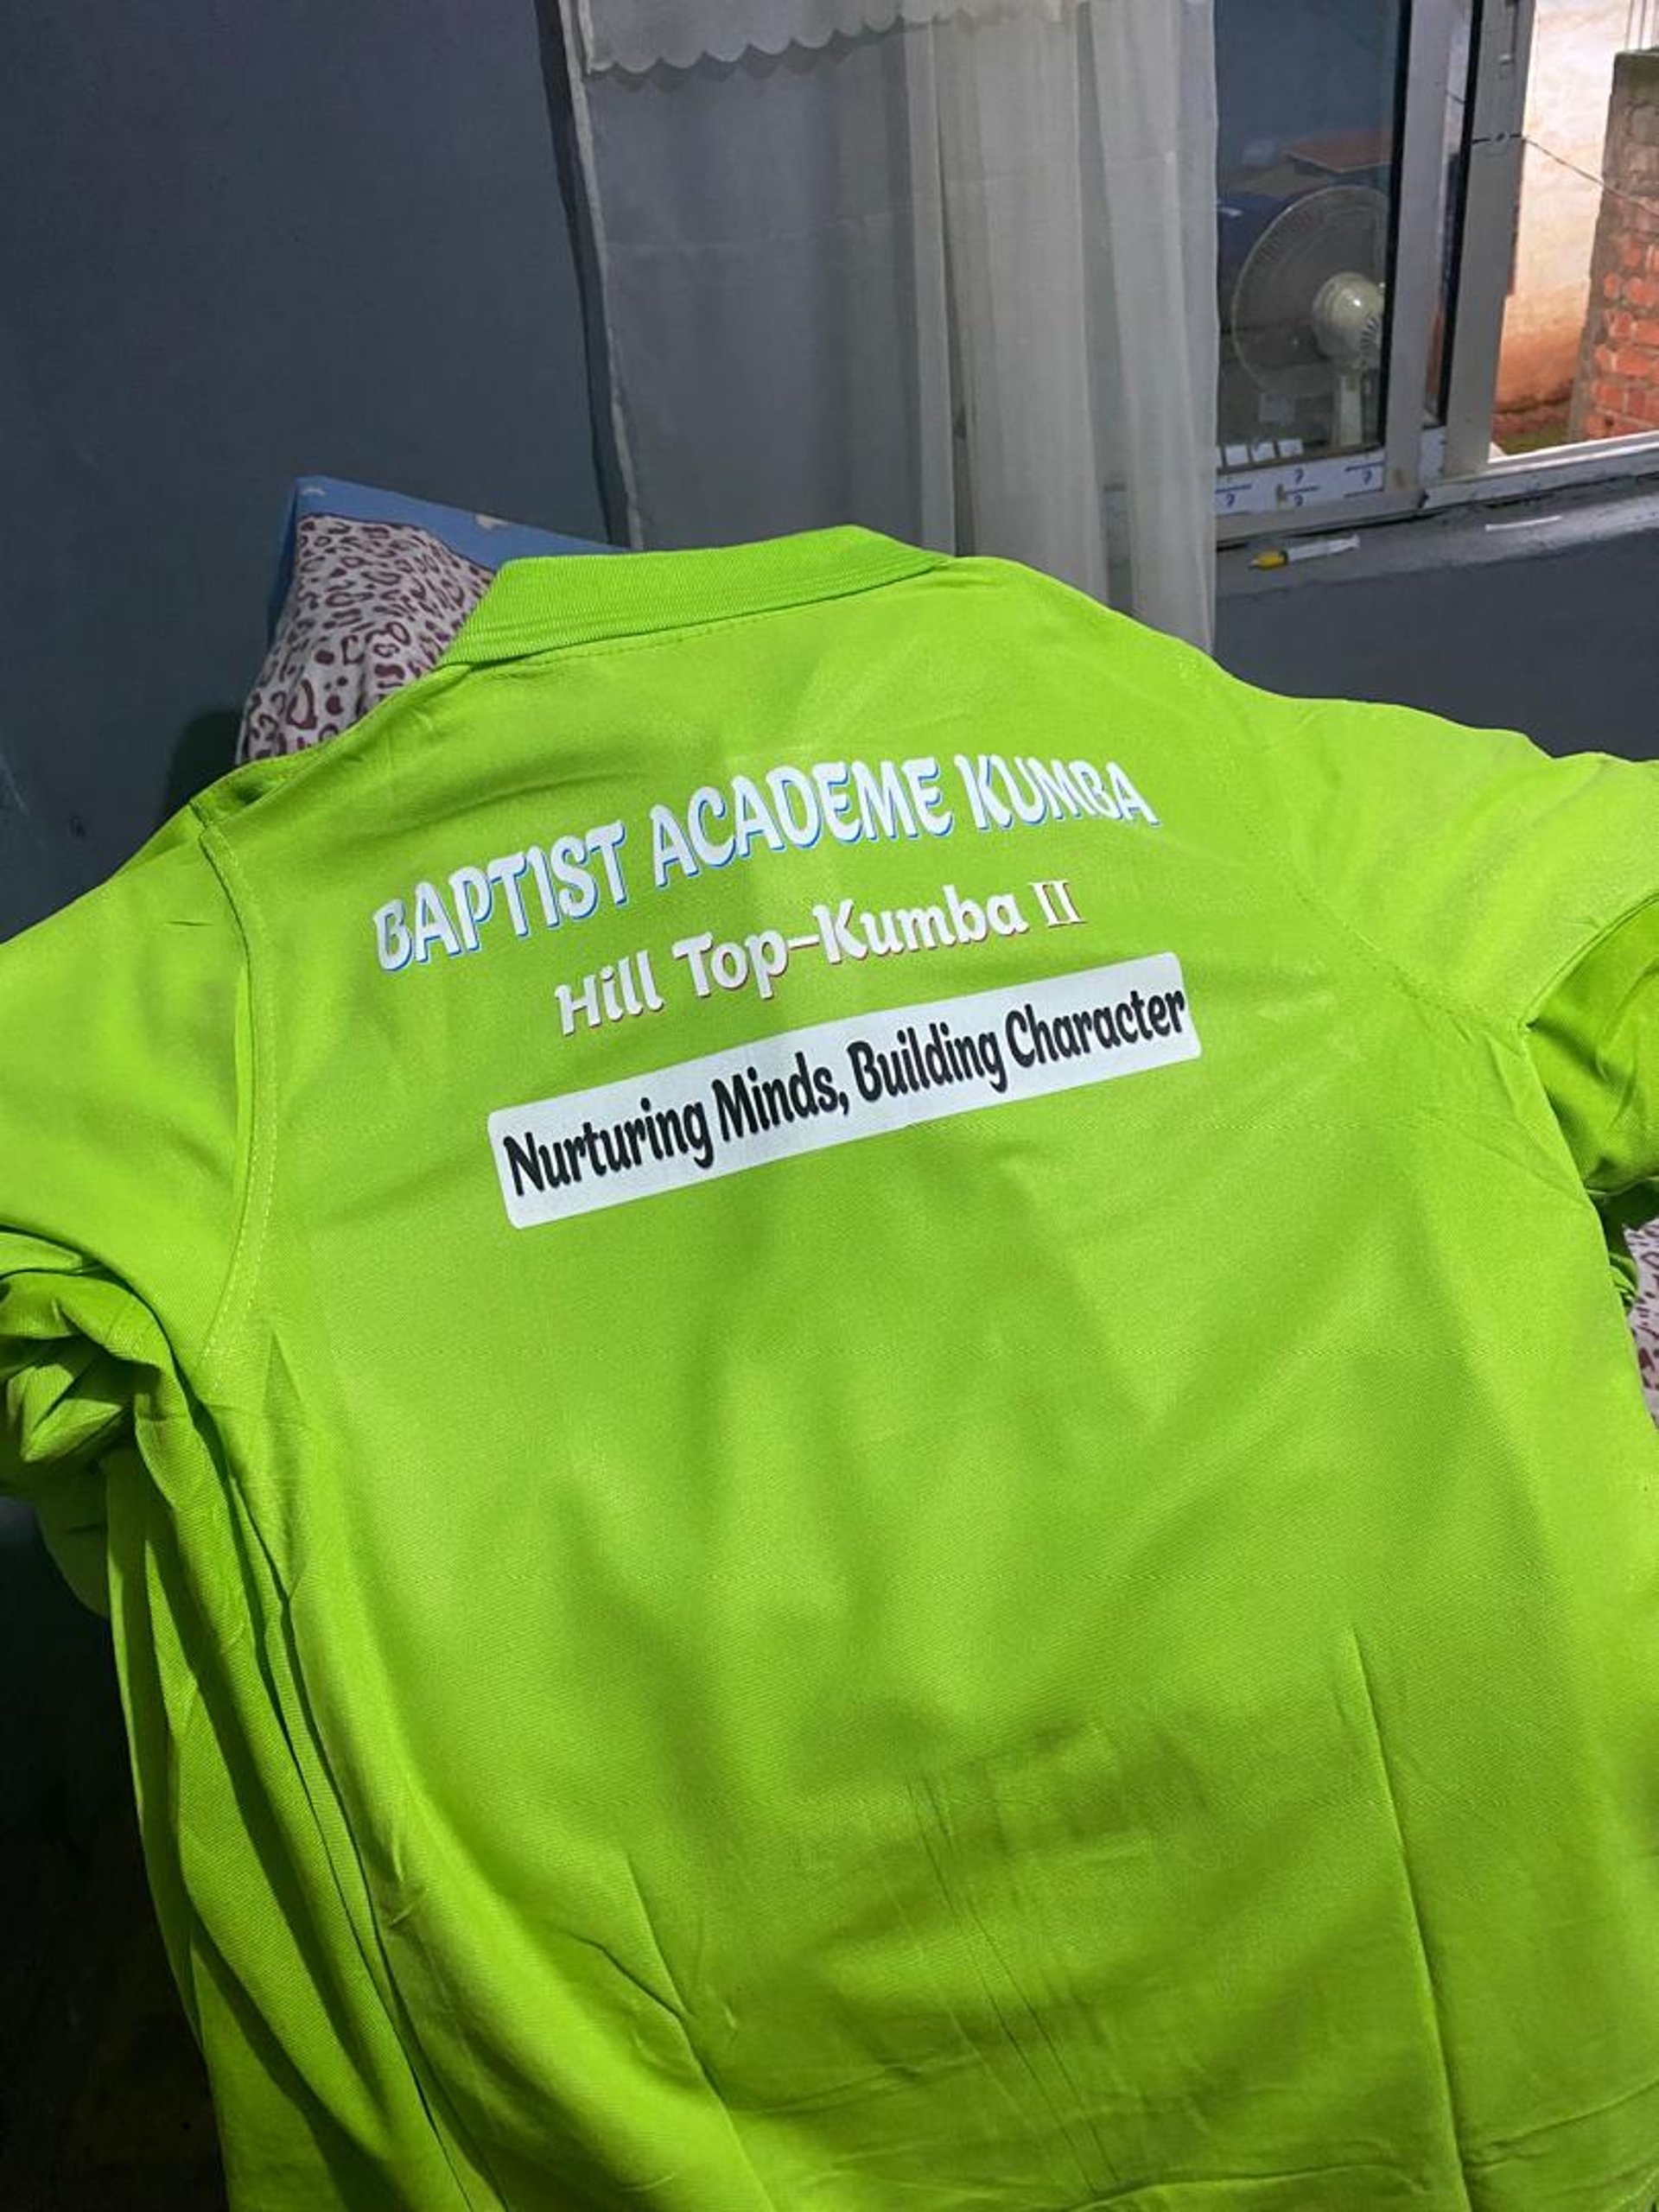 BAPTIST ACADEME KUMBA
Hill Top-Kumba II
Nurturing Minds, Building Character